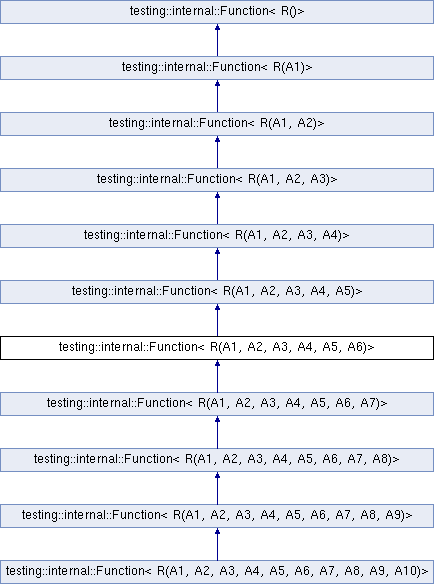 testing::internal::Function< R()>
testing::internal::Function< R(A1)>
testing::internal::Function< R(A1, A2)>
testing::internal::Function< R(A1, A2, A3)>
testing::internal::Function< R(A1, A2, A3, A4)>
testing::internal::Function< R(A1, A2, A3, A4, A5)>
testing::internal::Function< R(A1, A2, A3, A4, A5, A6)>
testing::internal::Function< R(A1, A2, A3, A4, A5, A6, A7)>
testing::internal::Function< R(A1, A2, A3, A4, A5, A6, A7, A8)>
testing::internal::Function< R(A1, A2, A3, A4, A5, A6, A7, A8, A9)>
testing::internal::Function< R(A1, A2, A3, A4, A5, A6, A7, A8, A9, A10)>